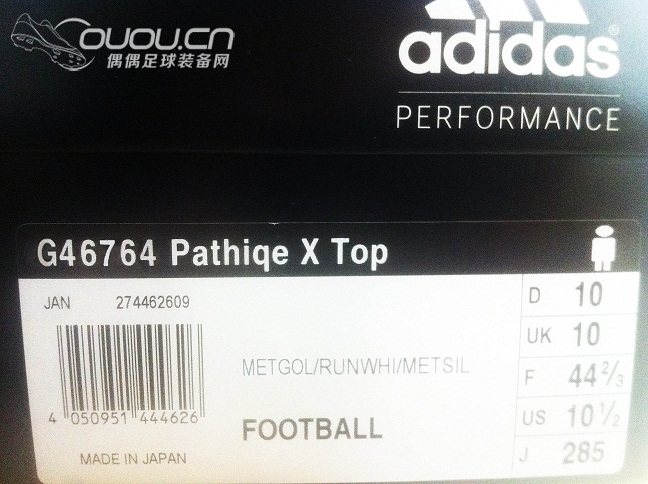 OUOU.CN
偶偶足球装备网
adidas
PERFORMANCE
G46764 Pathiqe X Top
JAN 274462609
4 050951 444626
MADE IN JAPAN
METGOL/RUNWHI/METSIL
FOOTBALL
D 10
UK 10
F 44 2/3
US 10 1/2
J 285